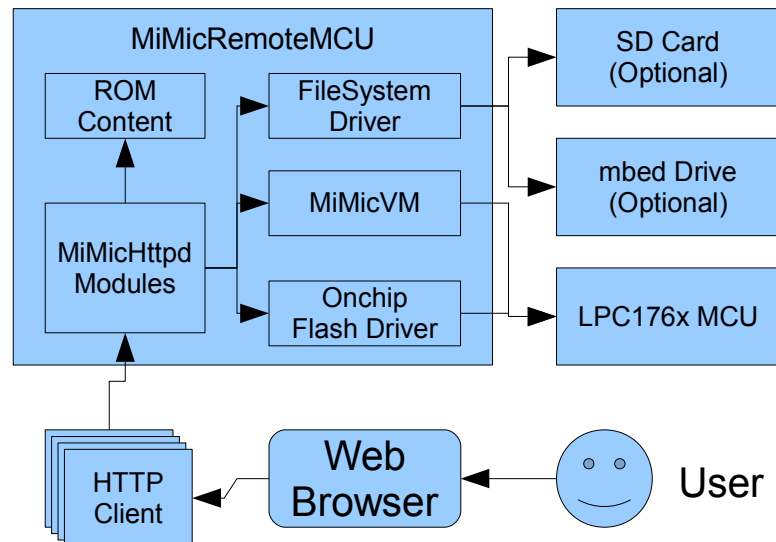 MiMicRemoteMCU
ROM
Content
FileSystem
Driver
SD Card
(Optional)
MiMicHttpd
Modules
MiMicVM
mbed Drive
(Optional)
Onchip
Flash Driver
LPC176x MCU
HTTP
Client
Web
Browser
User